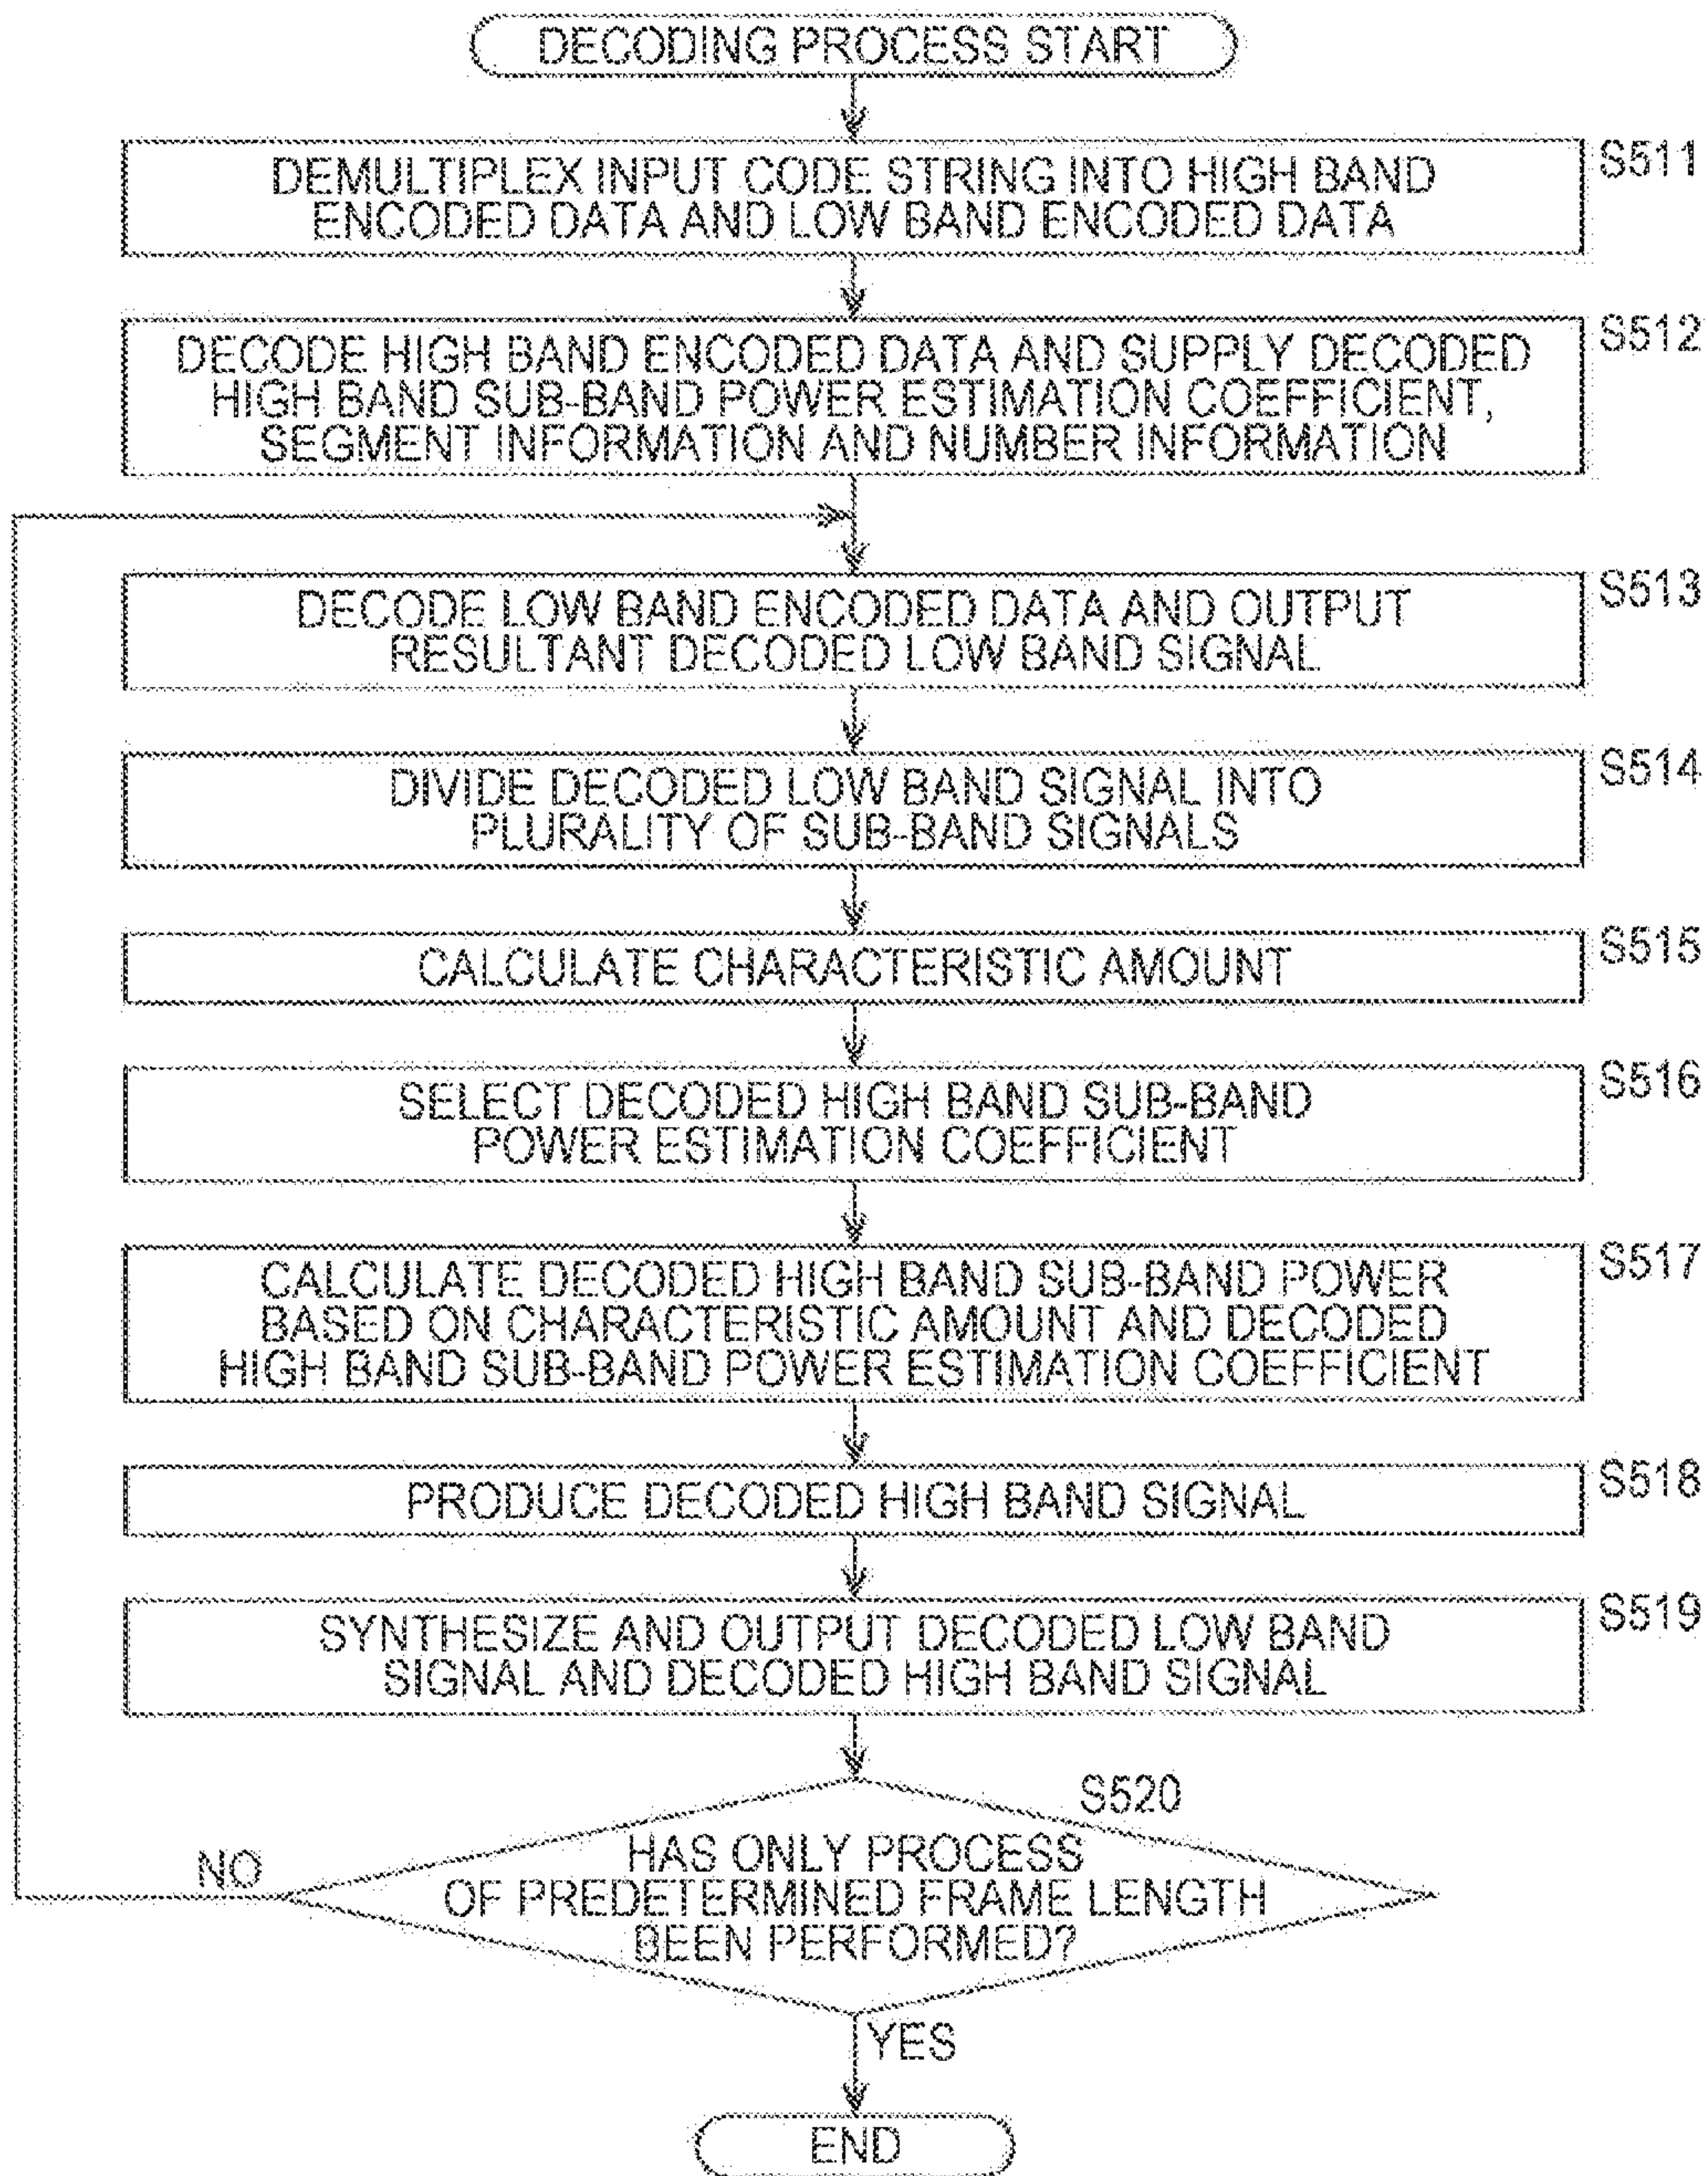 DECODING PROCESS START
S511
DEMULTIPLEX INPUT CODE STRING INTO HIGH BAND
ENCODED DATA AND LOW BAND ENCODED DATA
S512
DECODE HIGH BAND ENCODED DATA AND SUPPLY DECODED
HIGH BAND SUB-BAND POWER ESTIMATION COEFFICIENT,
SEGMENT INFORMATION AND NUMBER INFORMATION
S513
DECODE LOW BAND ENCODED DATA AND OUTPUT
RESULTANT DECODED LOW BAND SIGNAL
S514
DIVIDE DECODED LOW BAND SIGNAL INTO
PLURALITY OF SUB-BAND SIGNALS
S515
CALCULATE CHARACTERISTIC AMOUNT
S516
SELECT DECODED HIGH BAND SUB-BAND
POWER ESTIMATION COEFFICIENT
S517
CALCULATE DECODED HIGH BAND SUB-BAND POWER
BASED ON CHARACTERISTIC AMOUNT AND DECODED
HIGH BAND SUB-BAND POWER ESTIMATION COEFFICIENT
S518
PRODUCE DECODED HIGH BAND SIGNAL
S519
SYNTHESIZE AND OUTPUT DECODED LOW BAND
SIGNAL AND DECODED HIGH BAND SIGNAL
S520
HAS ONLY PROCESS
OF PREDETERMINED FRAME LENGTH
BEEN PERFORMED?
NO
YES
END